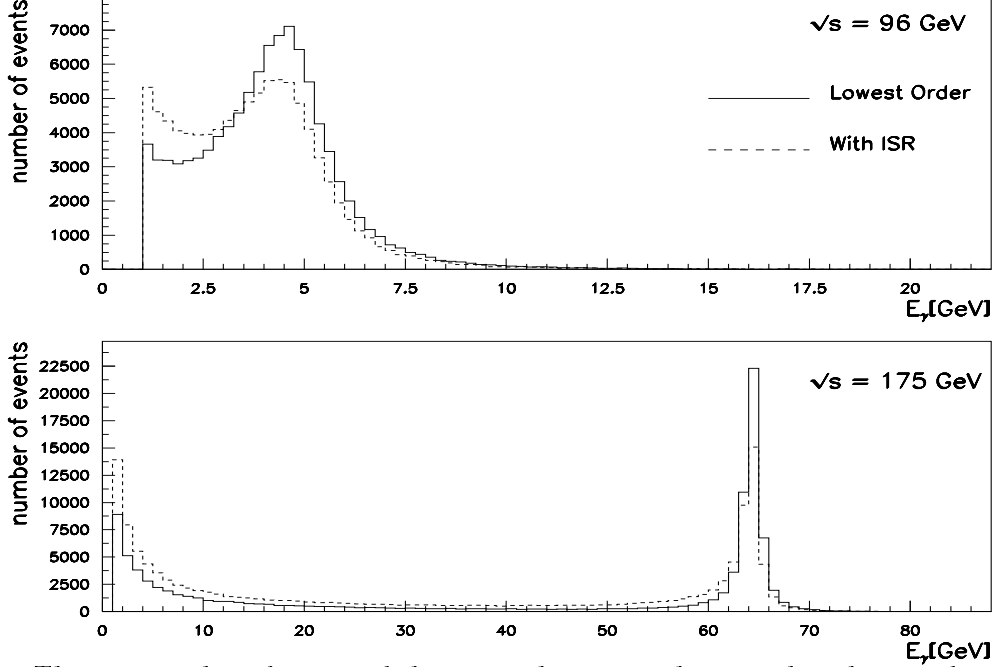 number of events
7000
6000
5000
4000
3000
2000
1000
0
√s = 96 GeV
Lowest Order
With ISR
0 2.5 5 7.5 10 12.5 15 17.5 20
Eγ[GeV]
number of events
22500
20000
17500
15000
12500
10000
7500
5000
2500
0
√s = 175 GeV
0 10 20 30 40 50 60 70 80
Eγ[GeV]